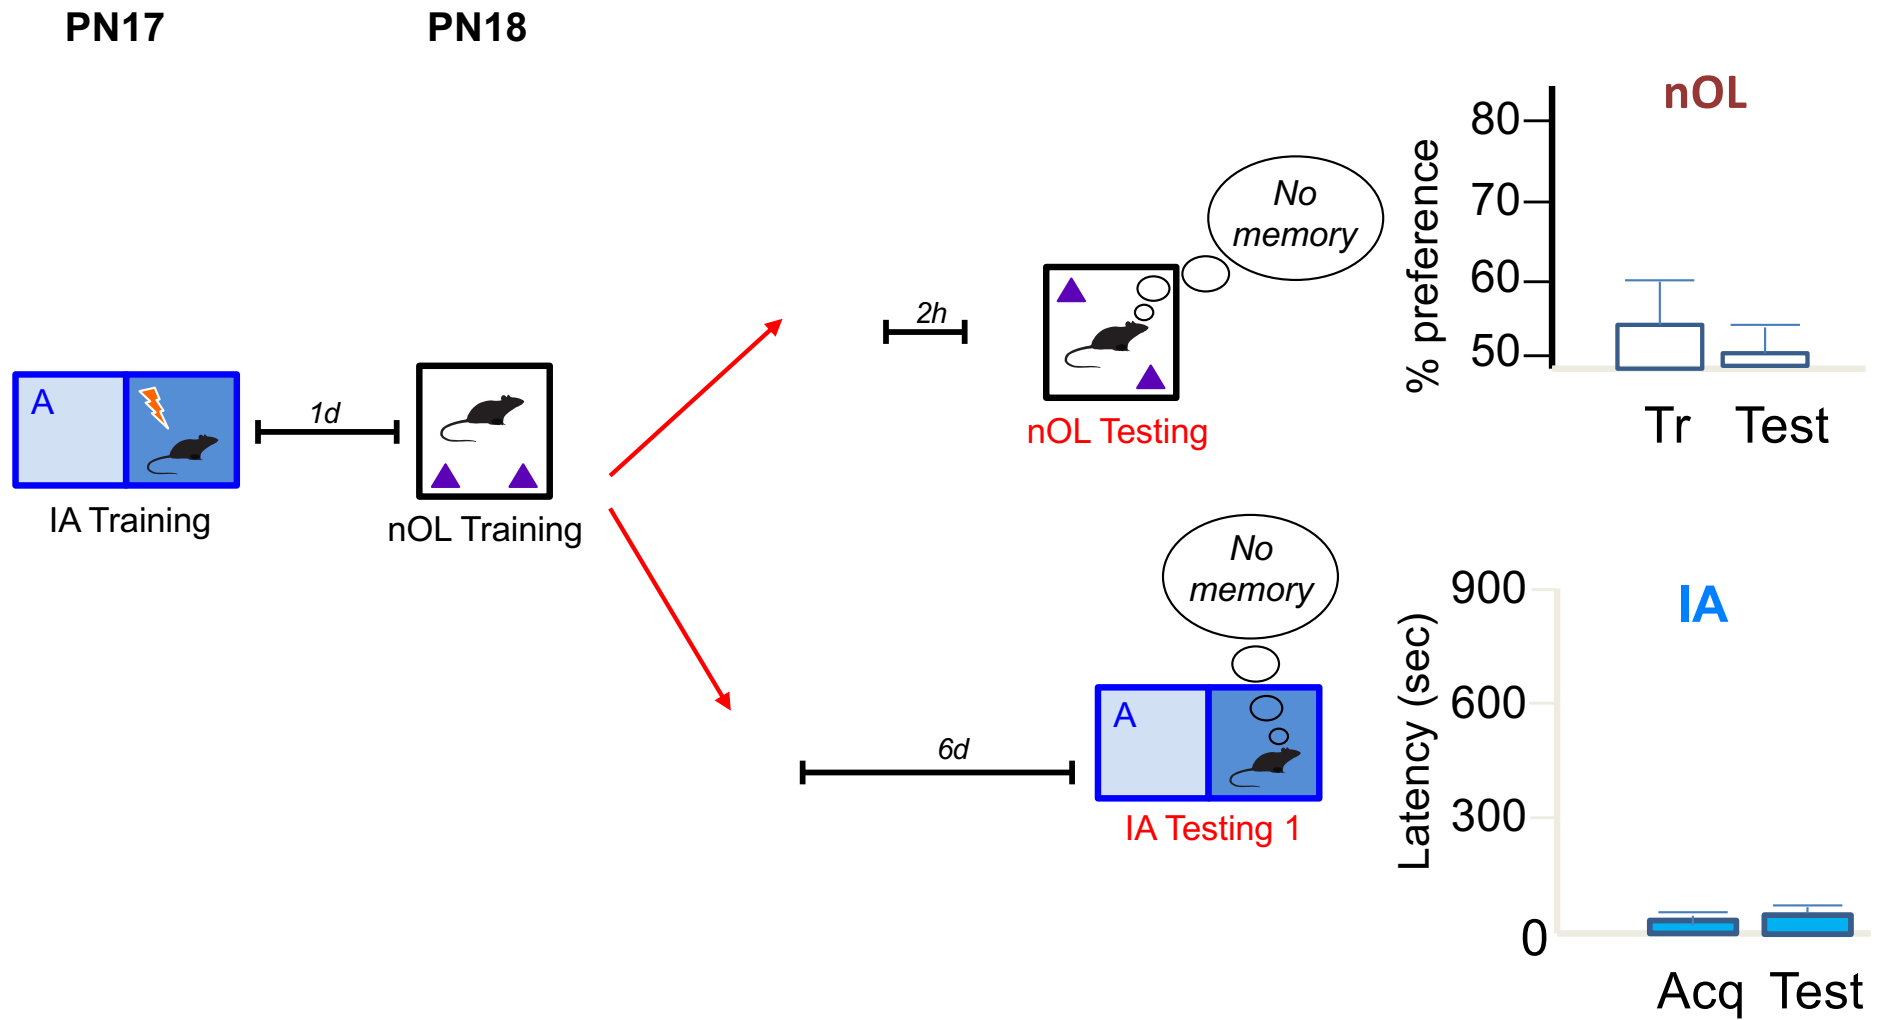 PN17
PN18
A
IA Training
1d
nOL Training
2h
No
memory
nOL Testing
nOL
% preference
80
70
60
50
Tr
Test
6d
No
memory
A
IA Testing 1
IA
Latency (sec)
900
600
300
0
Acq
Test